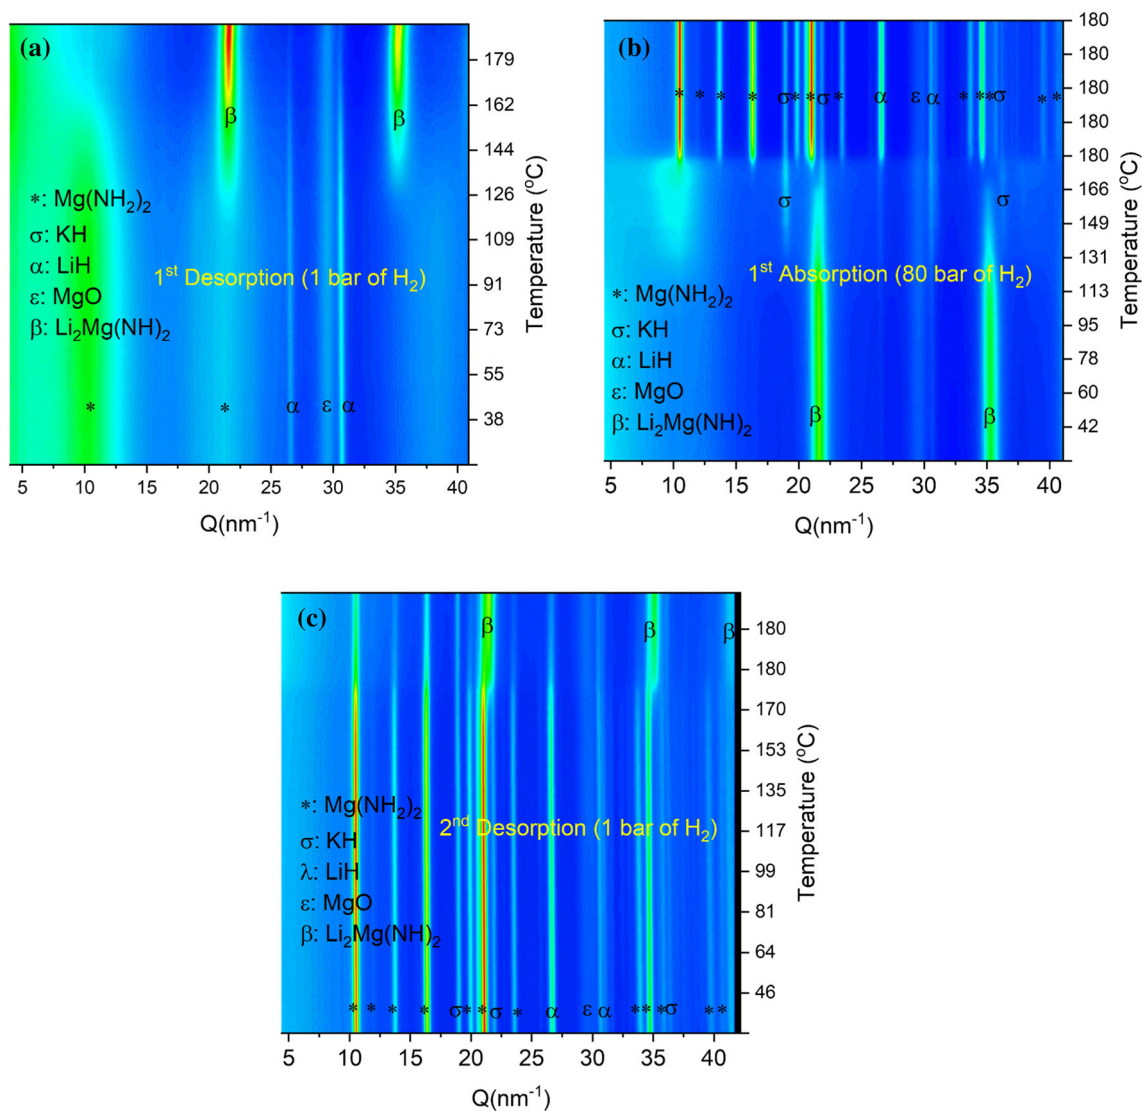 (a)
*: Mg(NH2)2
σ: KH
α: LiH
ε: MgO
β: Li2Mg(NH)2
1st Desorption (1 bar of H2)
β
β
*
*
α
ε
α
179
162
144
126
109
91
73
55
38
Temperature (oC)
5 10 15 20 25 30 35 40
Q(nm-1)
(b)
* * * * σ * * σ * α ε α * * * σ * *
σ
σ
1st Absorption (80 bar of H2)
*: Mg(NH2)2
σ: KH
α: LiH
ε: MgO
β: Li2Mg(NH)2
β
β
180
180
180
180
180
166
149
131
113
95
78
60
42
Temperature (oC)
5 10 15 20 25 30 35 40
Q(nm-1)
(c)
β
β
β
*: Mg(NH2)2
σ: KH
λ: LiH
ε: MgO
β: Li2Mg(NH)2
2nd Desorption (1 bar of H2)
* * * * σ * * σ * α ε α * * * σ * *
180
180
170
153
135
117
99
81
64
46
Temperature (oC)
5 10 15 20 25 30 35 40
Q(nm-1)